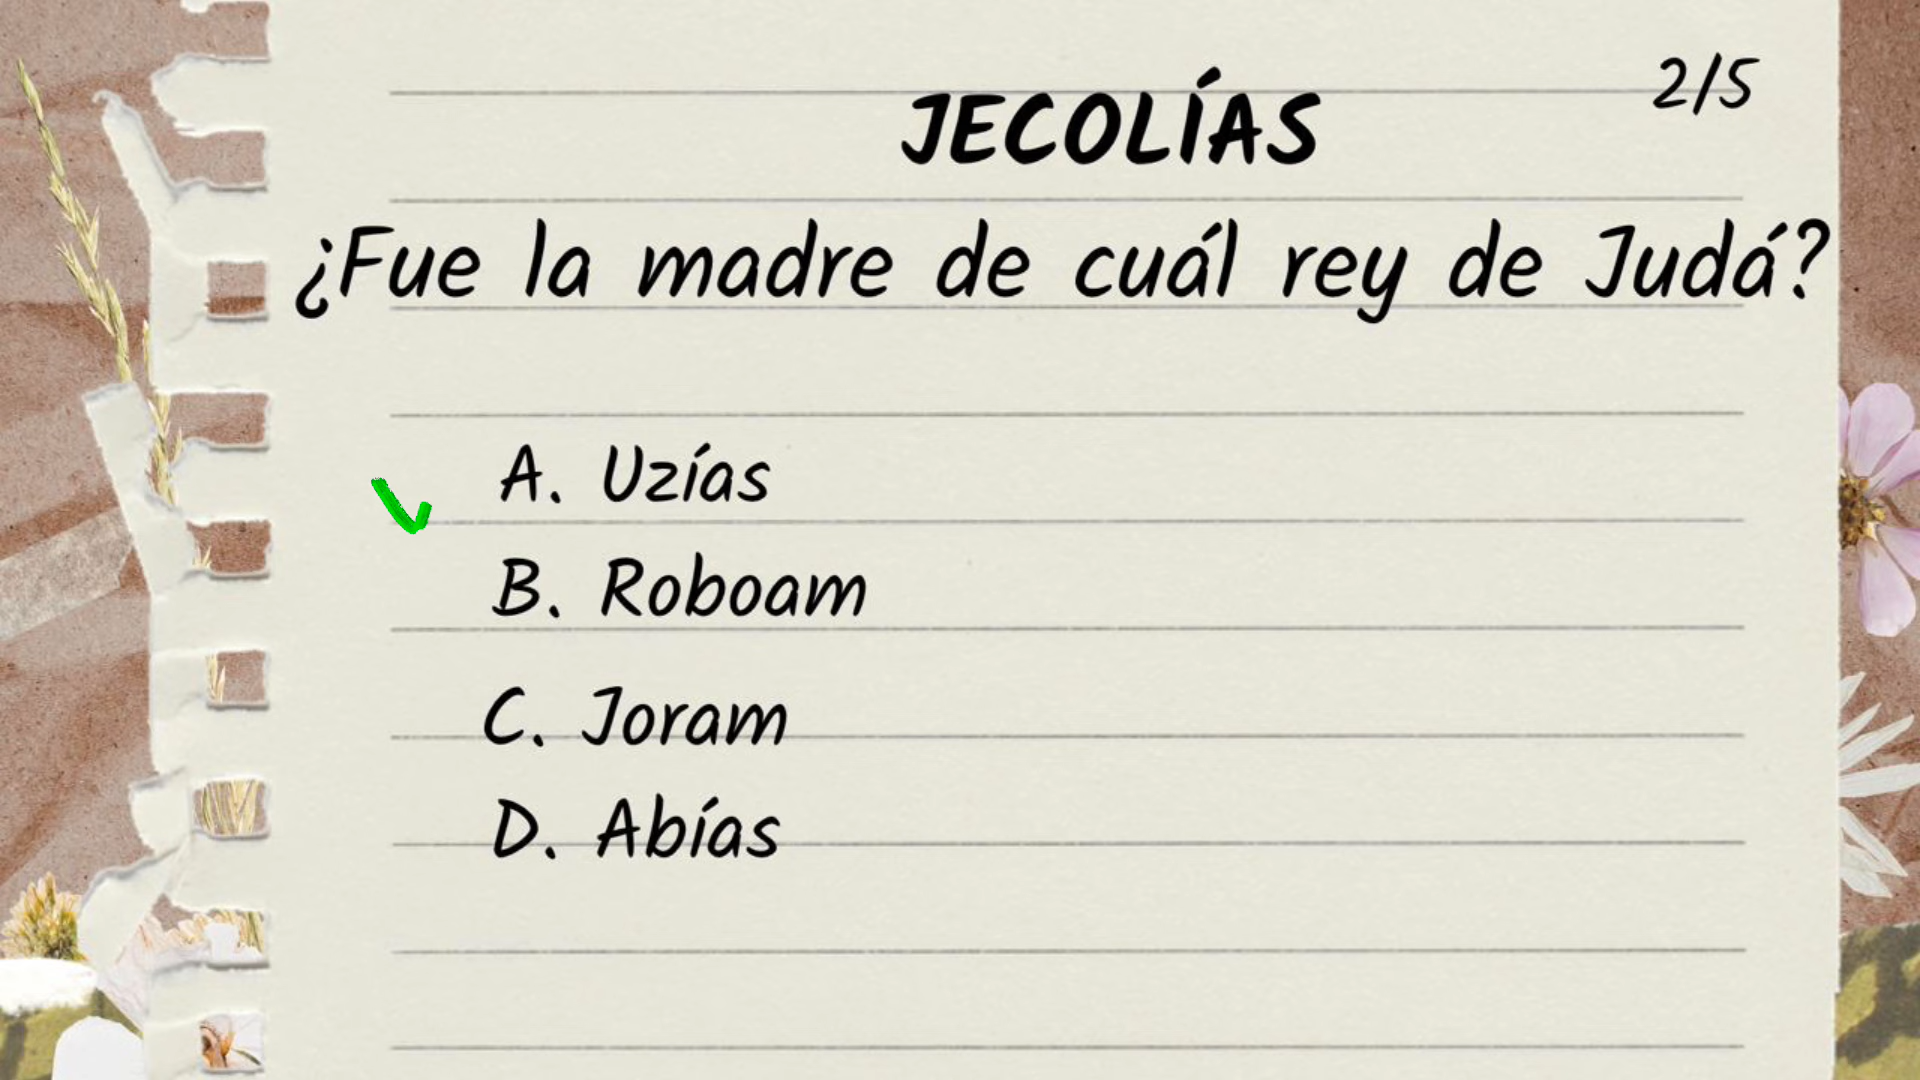 2/5
JECOLÍAS
¿Fue la madre de cuál rey de Judá?
A. Uzías
B. Roboam
C. Joram
D. Abías